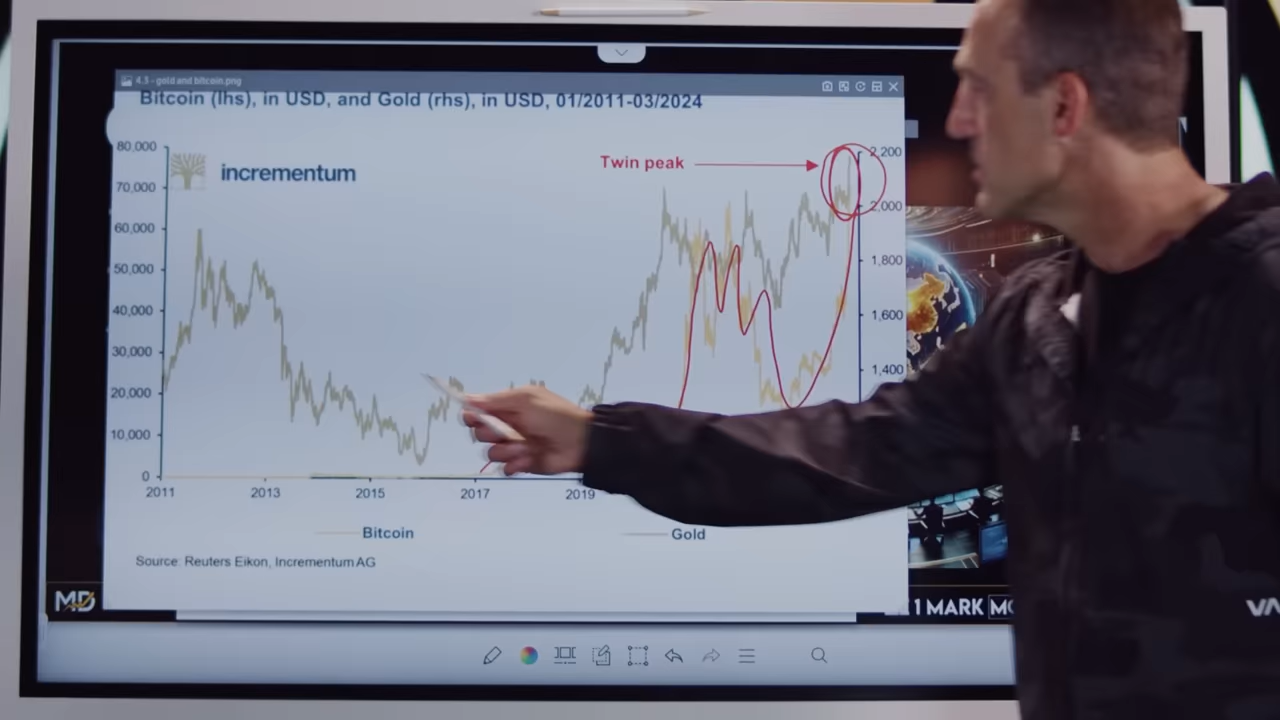 4.3 - gold and bitcoin.png
Bitcoin (lhs), in USD, and Gold (rhs), in USD, 01/2011-03/2024
incrementum
Twin peak
80,000
70,000
60,000
50,000
40,000
30,000
20,000
10,000
0
2,200
2,000
1,800
1,600
1,400
2011
2013
2015
2017
2019
Bitcoin
Gold
Source: Reuters Eikon, Incrementum AG
MD
1 MARK